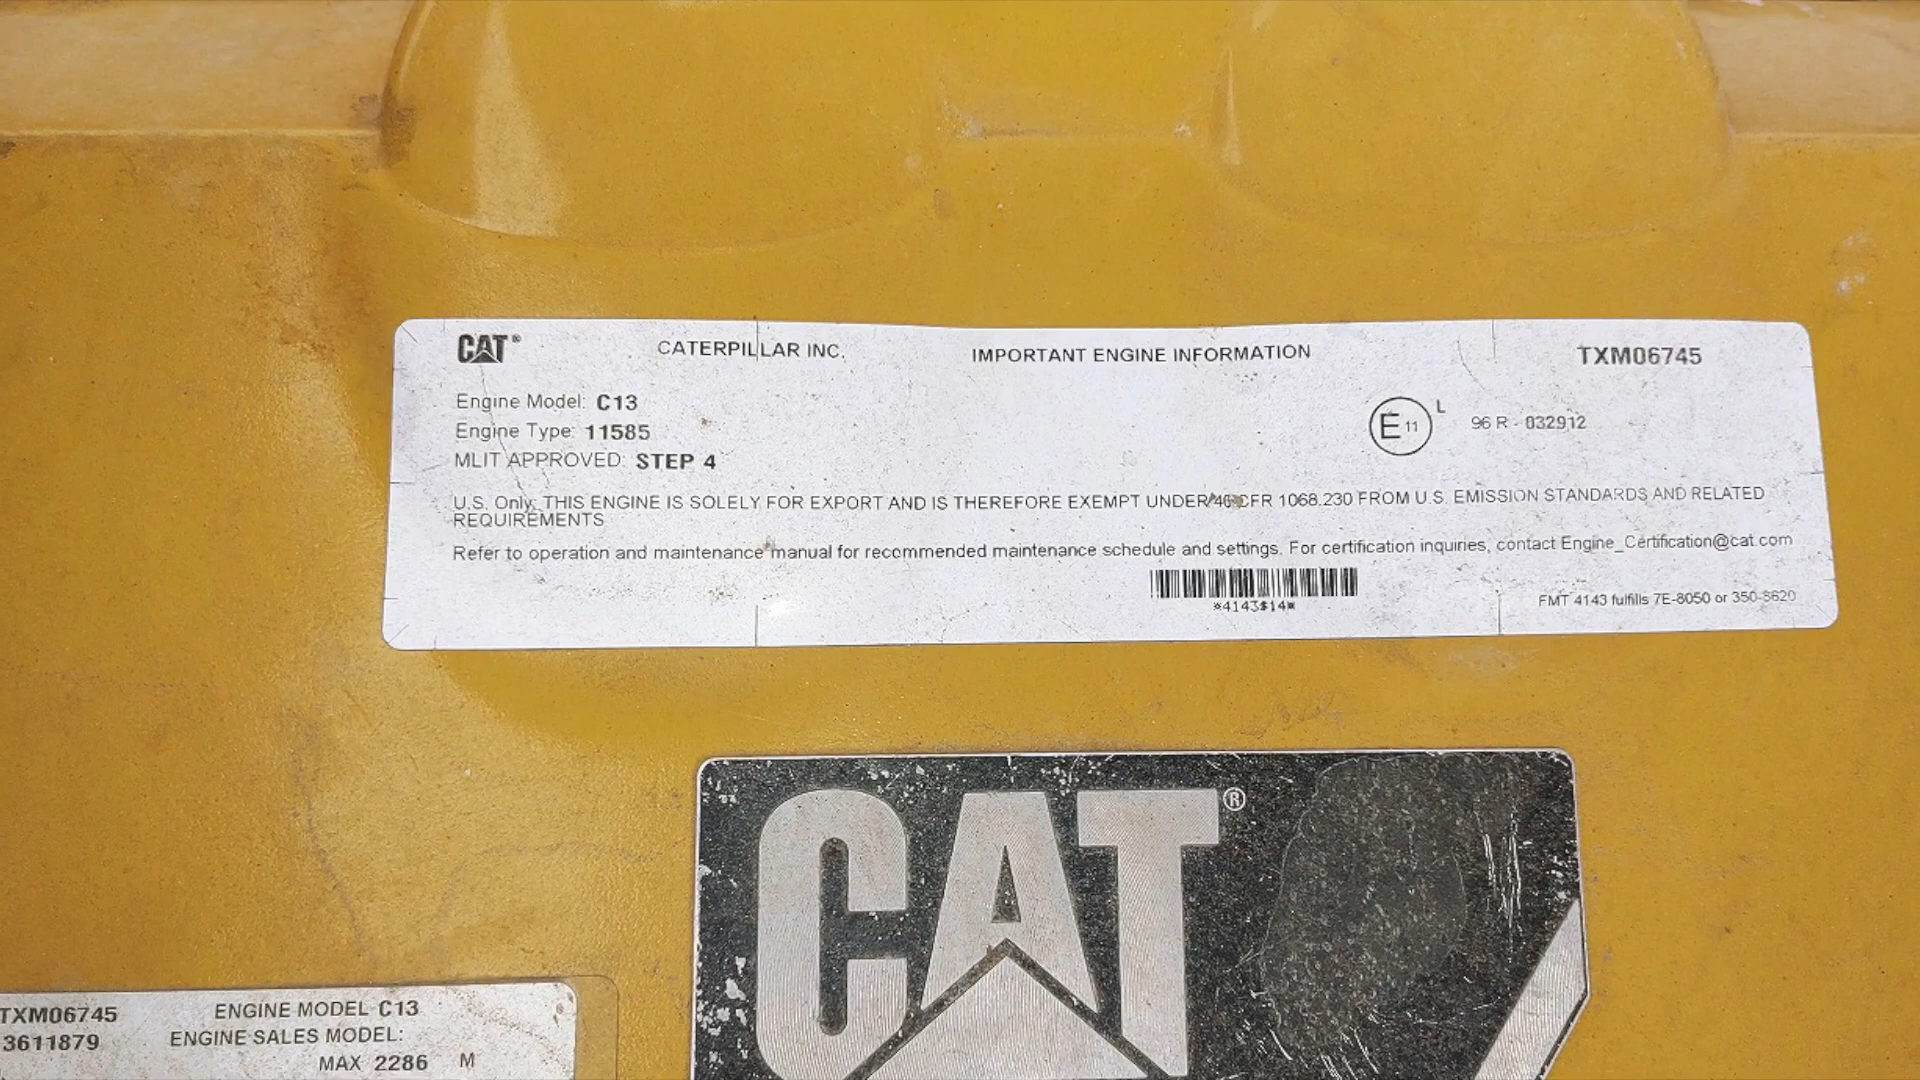 CAT® CATERPILLAR INC. IMPORTANT ENGINE INFORMATION TXM06745
Engine Model: C13
Engine Type: 11585
MLIT APPROVED: STEP 4
E 11 L 96 R - 032912
U.S. Only: THIS ENGINE IS SOLELY FOR EXPORT AND IS THEREFORE EXEMPT UNDER 40 CFR 1068.230 FROM U.S. EMISSION STANDARDS AND RELATED
REQUIREMENTS
Refer to operation and maintenance manual for recommended maintenance schedule and settings. For certification inquiries, contact Engine_Certification@cat.com
*4143$14*
FMT 4143 fulfills 7E-8050 or 350-8620
CAT®
TXM06745 ENGINE MODEL C13
3611879 ENGINE SALES MODEL:
MAX 2286 M